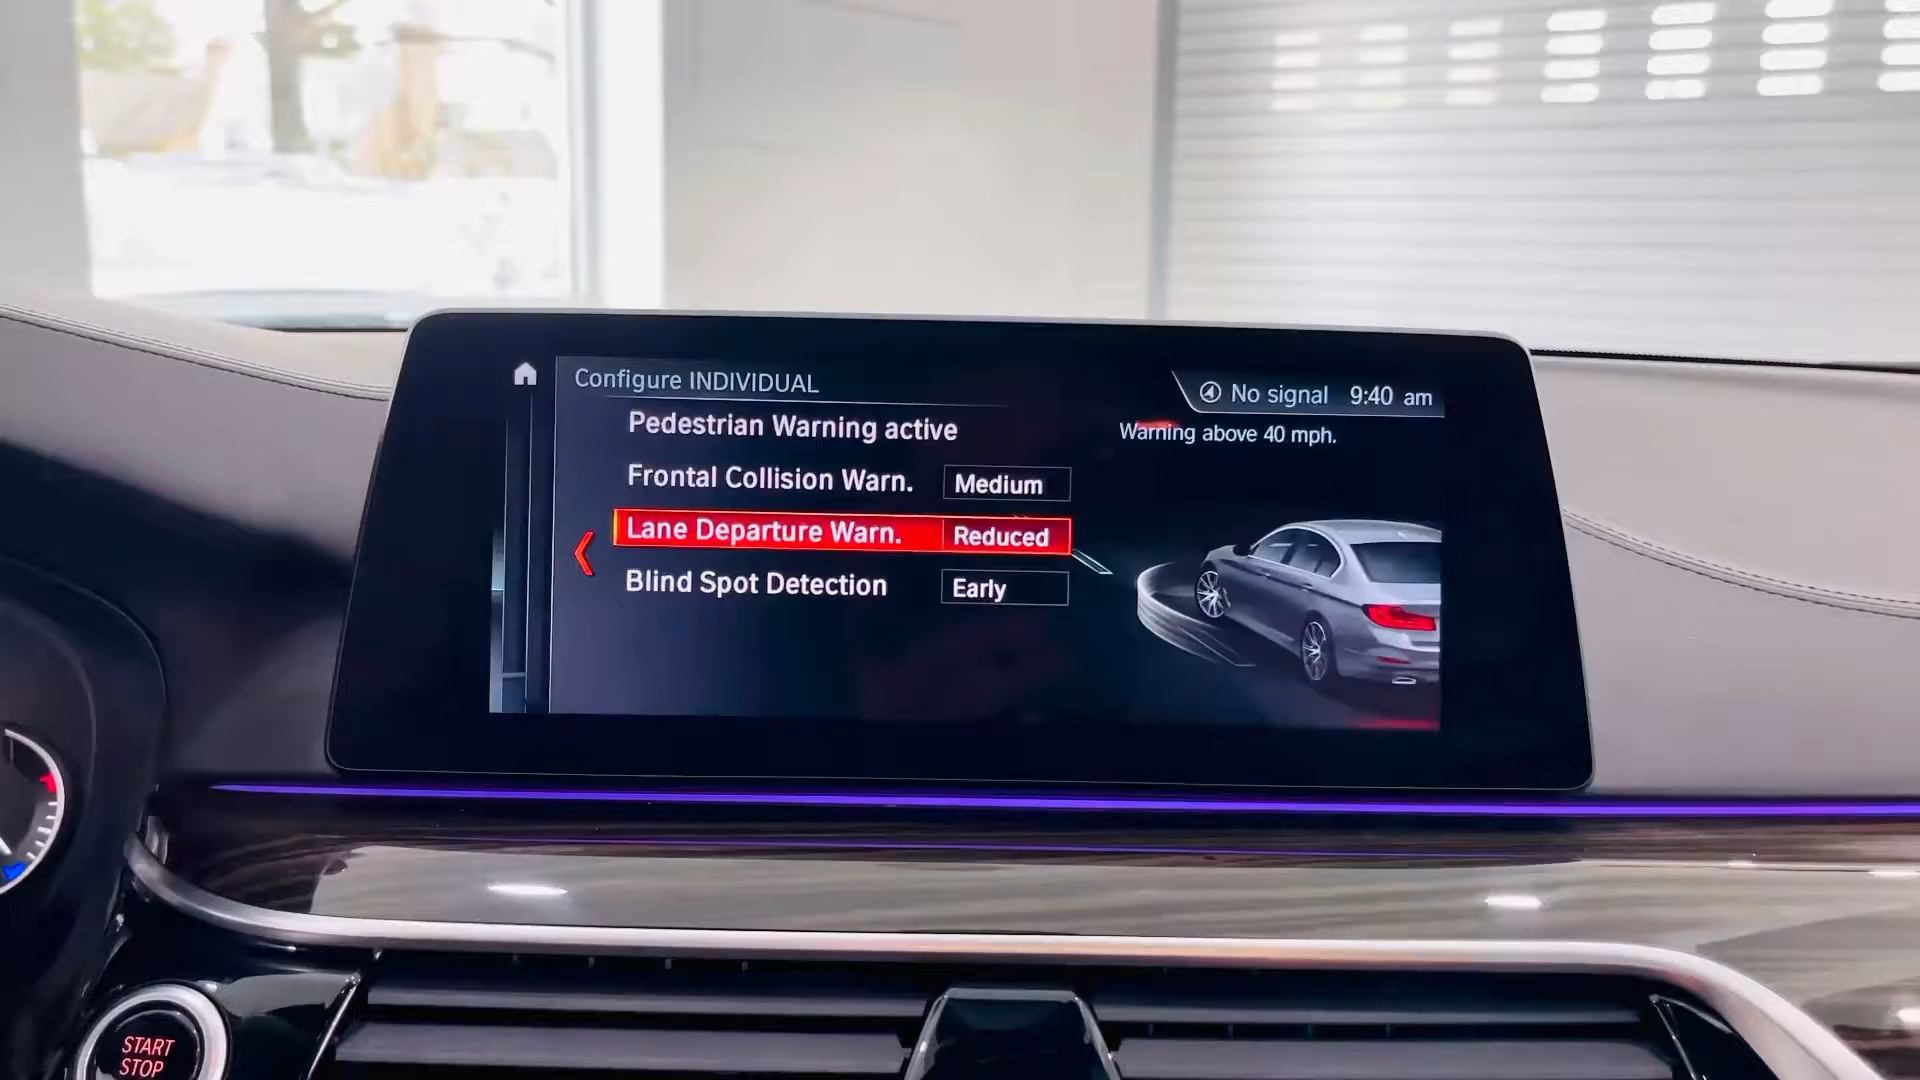 Configure INDIVIDUAL
No signal 9:40 am
Pedestrian Warning active
Warning above 40 mph.
Frontal Collision Warn. Medium
Lane Departure Warn. Reduced
Blind Spot Detection Early
START
STOP